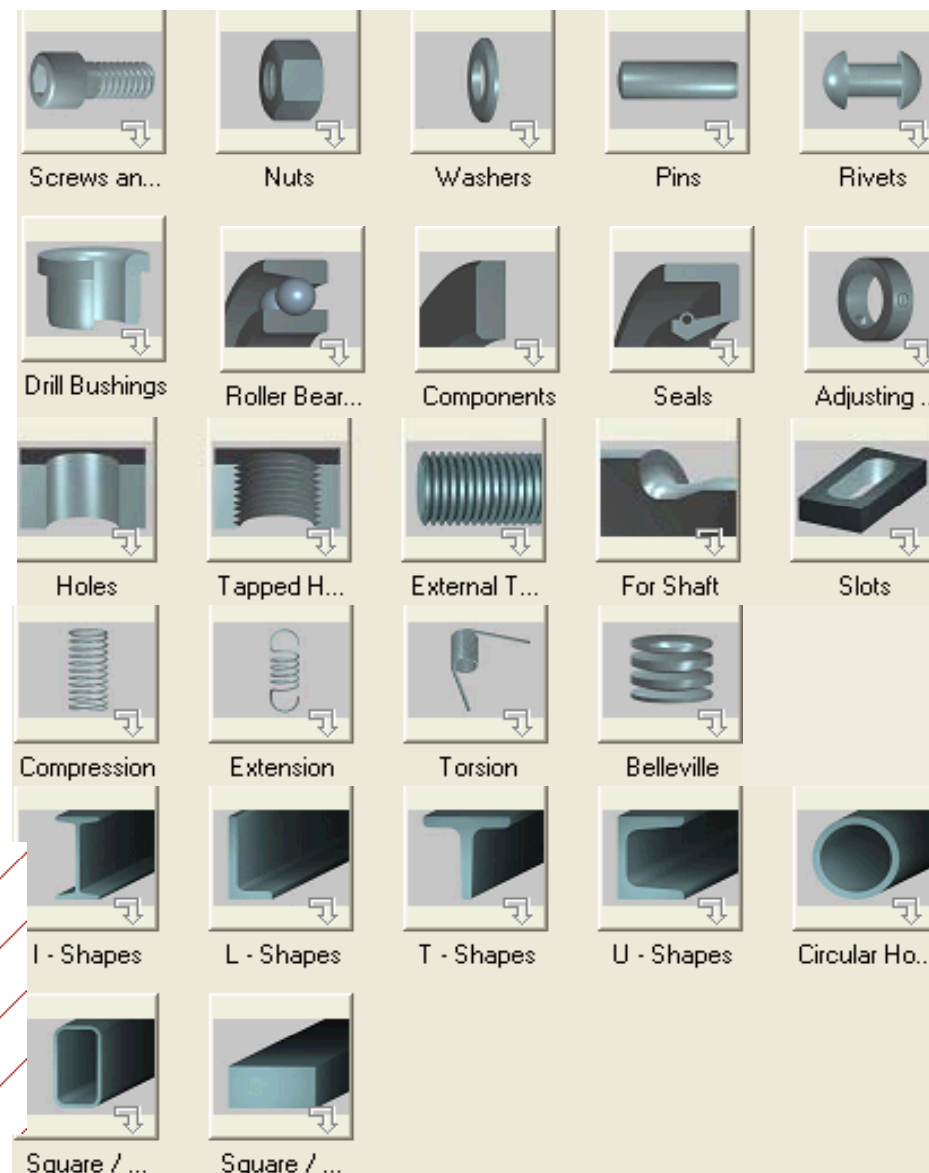 Screws an... Nuts Washers Pins Rivets
Drill Bushings Roller Bear... Components Seals Adjusting ..
Holes Tapped H... External T... For Shaft Slots
Compression Extension Torsion Belleville
I - Shapes L - Shapes T - Shapes U - Shapes Circular Ho..
Square / ... Square / ...